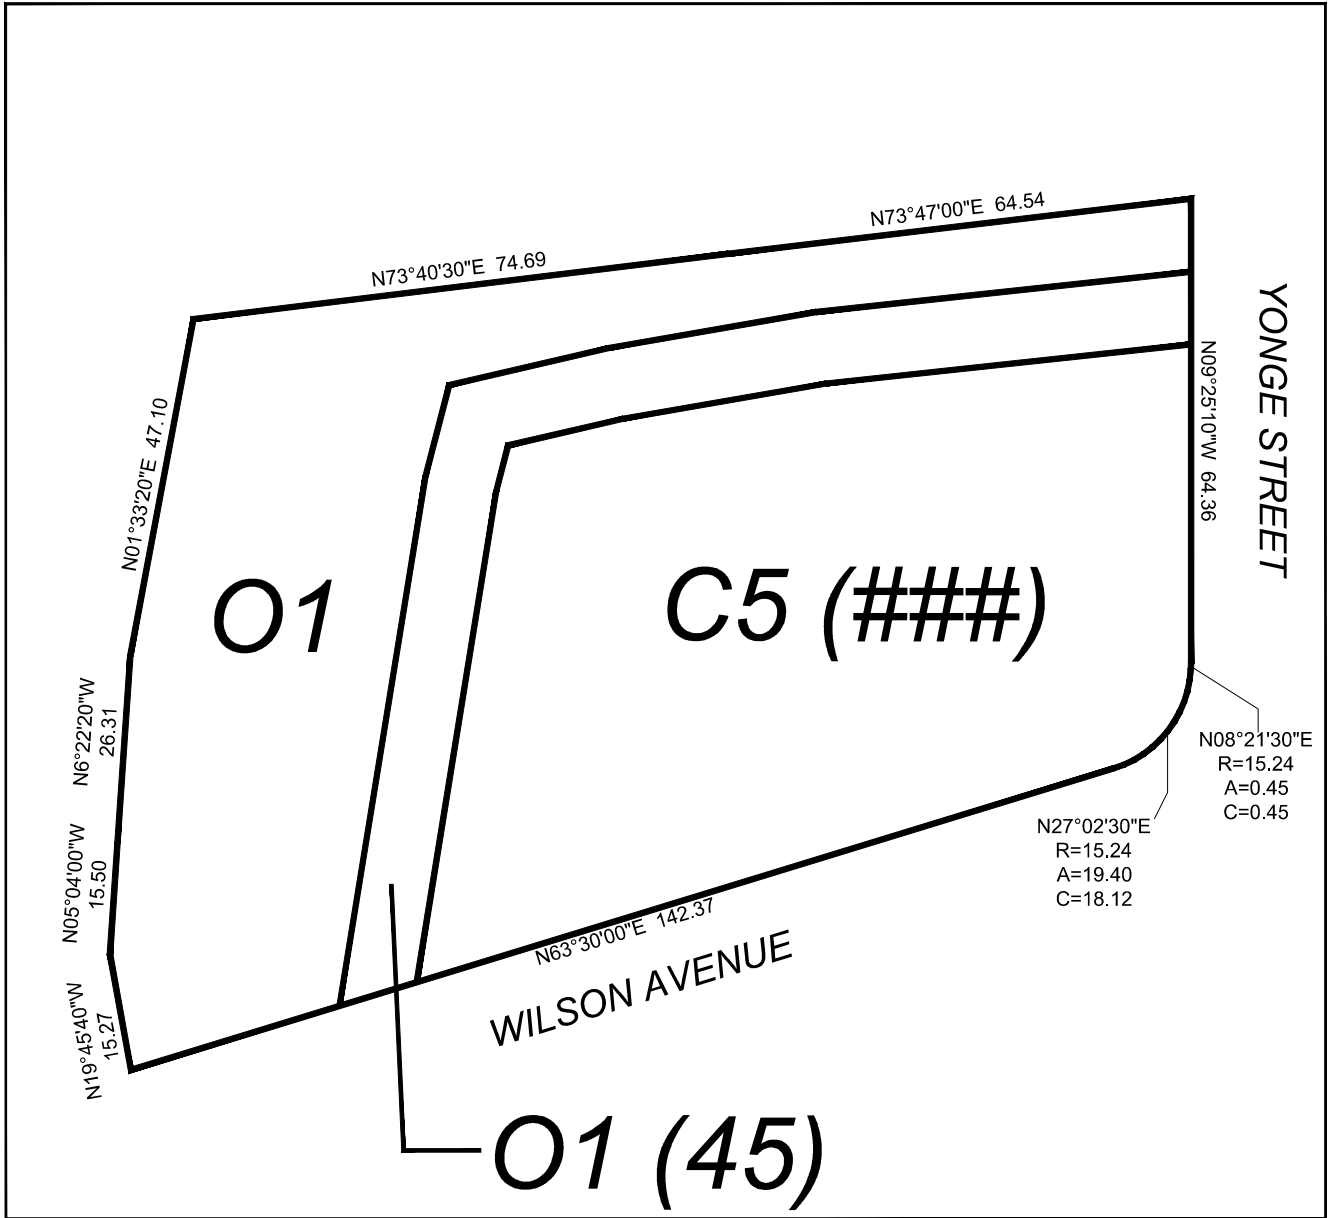 N73°47'00"E 64.54
N73°40'30"E 74.69
YONGE STREET
N09°25'10"W 64.36
N01°33'20"E 47.10
O1
C5 (###)
N6°22'20"W
26.31
N08°21'30"E
R=15.24
A=0.45
C=0.45
N27°02'30"E
R=15.24
A=19.40
C=18.12
N05°04'00"W
15.50
N63°30'00"E 142.37
WILSON AVENUE
N19°45'40"W
15.27
O1 (45)